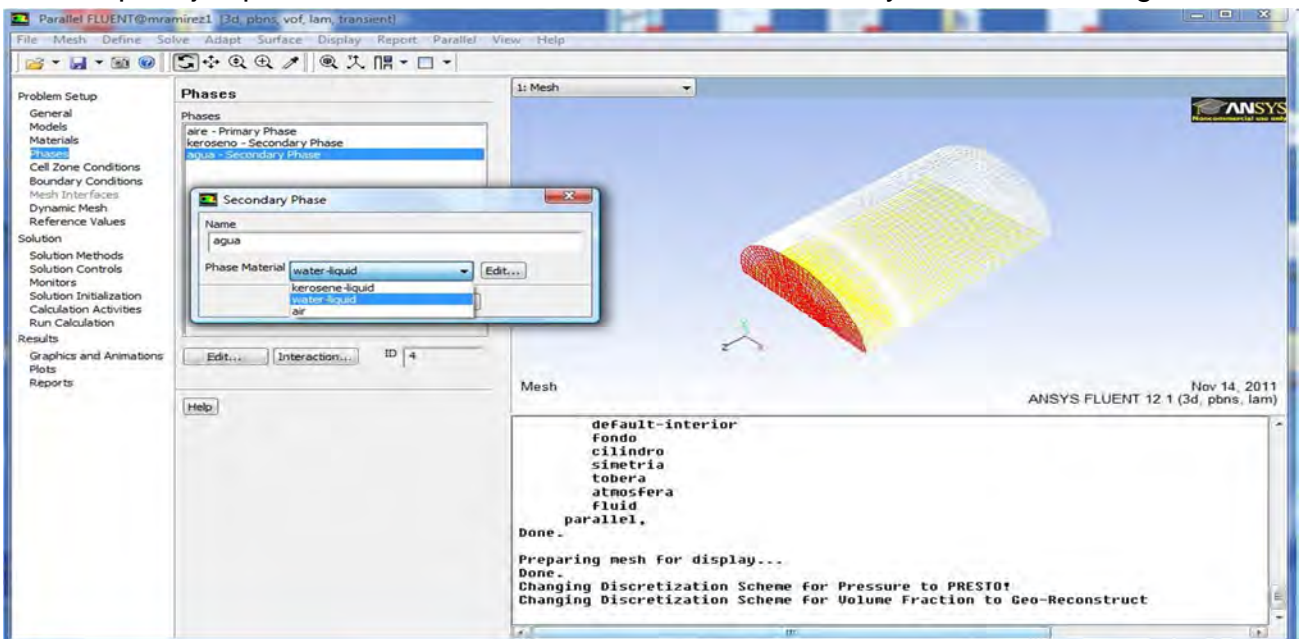 Parallel FLUENT@mramirez1 [3d, pbns, vof, lam, transient]
File Mesh Define Solve Adapt Surface Display Report Parallel View Help
Problem Setup
General
Models
Materials
Phases
Cell Zone Conditions
Boundary Conditions
Mesh Interfaces
Dynamic Mesh
Reference Values
Solution
Solution Methods
Solution Controls
Monitors
Solution Initialization
Calculation Activities
Run Calculation
Results
Graphics and Animations
Plots
Reports
Phases
Phases
aire - Primary Phase
keroseno - Secondary Phase
agua - Secondary Phase
Secondary Phase
Name
agua
Phase Material water-liquid Edit...
kerosene-liquid
water-liquid
air
Edit... Interaction... ID 4
Help
1: Mesh
ANSYS
Noncommercial use only
Y
Z X
Mesh
Nov 14, 2011
ANSYS FLUENT 12.1 (3d, pbns, lam)
default-interior
fondo
cilindro
simetria
tobera
atmosfera
fluid
parallel,
Done.
Preparing mesh for display...
Done.
Changing Discretization Scheme for Pressure to PRESTO!
Changing Discretization Scheme for Volume Fraction to Geo-Reconstruct